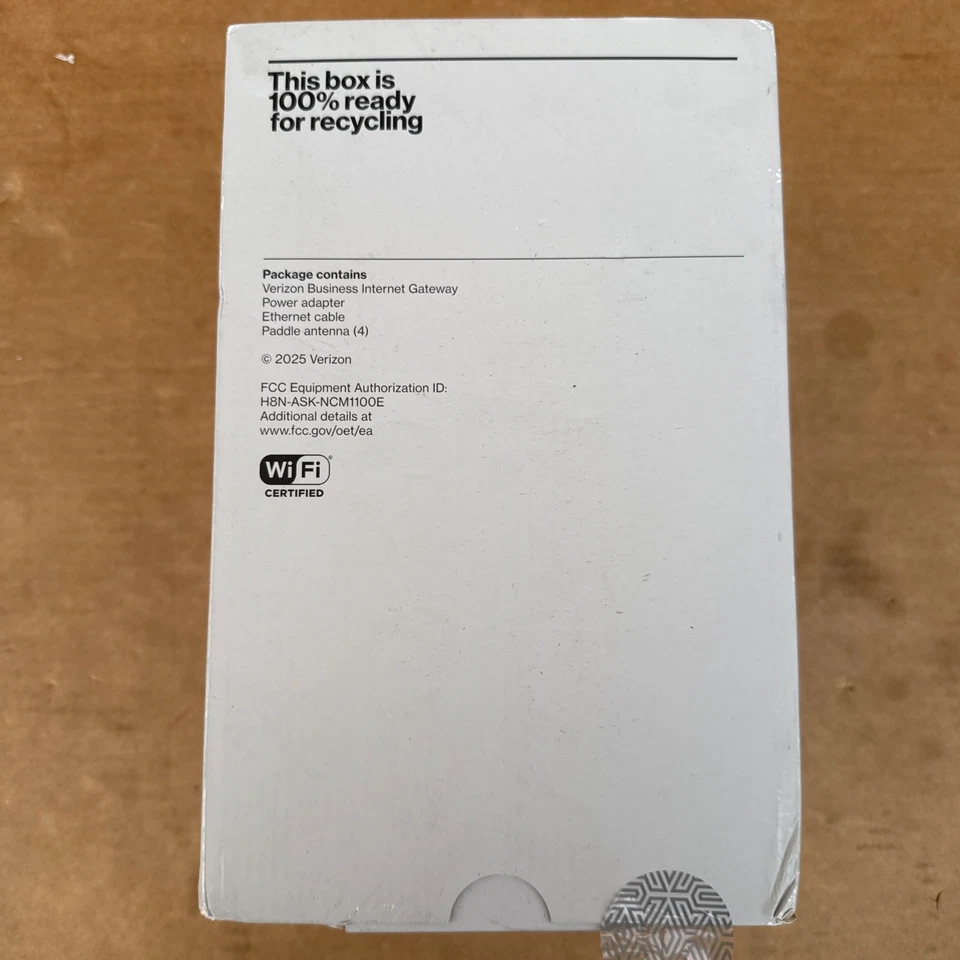 This box is
100% ready
for recycling
Package contains
Verizon Business Internet Gateway
Power adapter
Ethernet cable
Paddle antenna (4)
© 2025 Verizon
FCC Equipment Authorization ID:
H8N-ASK-NCM1100E
Additional details at
www.fcc.gov/oet/ea
Wi Fi®
CERTIFIED